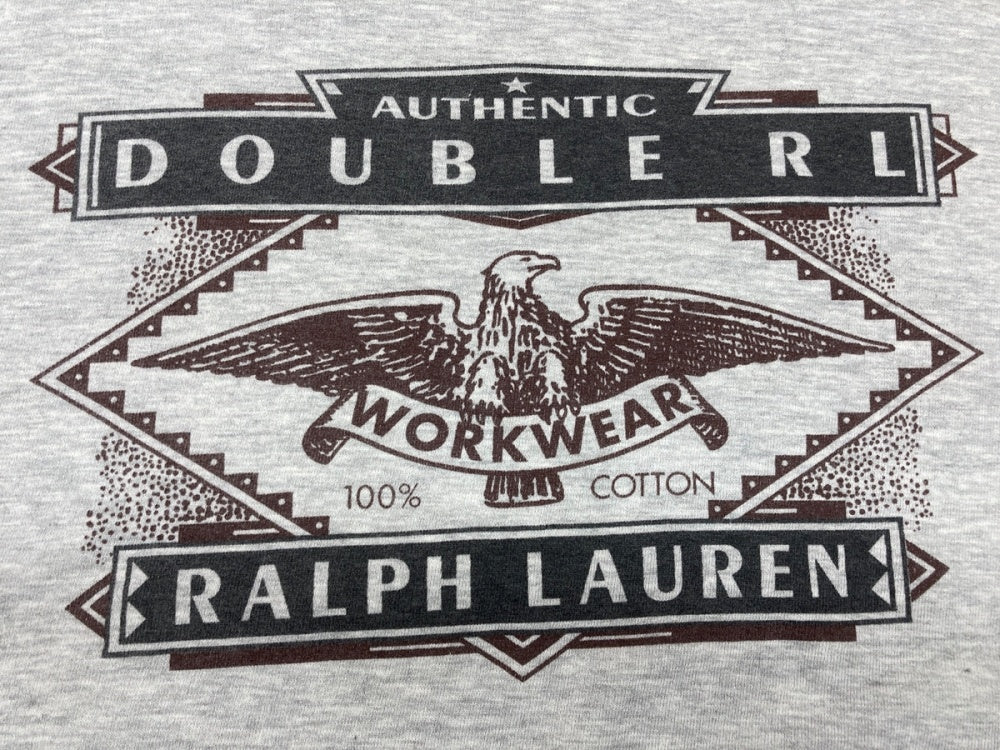 AUTHENTIC
DOUBLE RL
WORKWEAR
100% COTTON
RALPH LAUREN